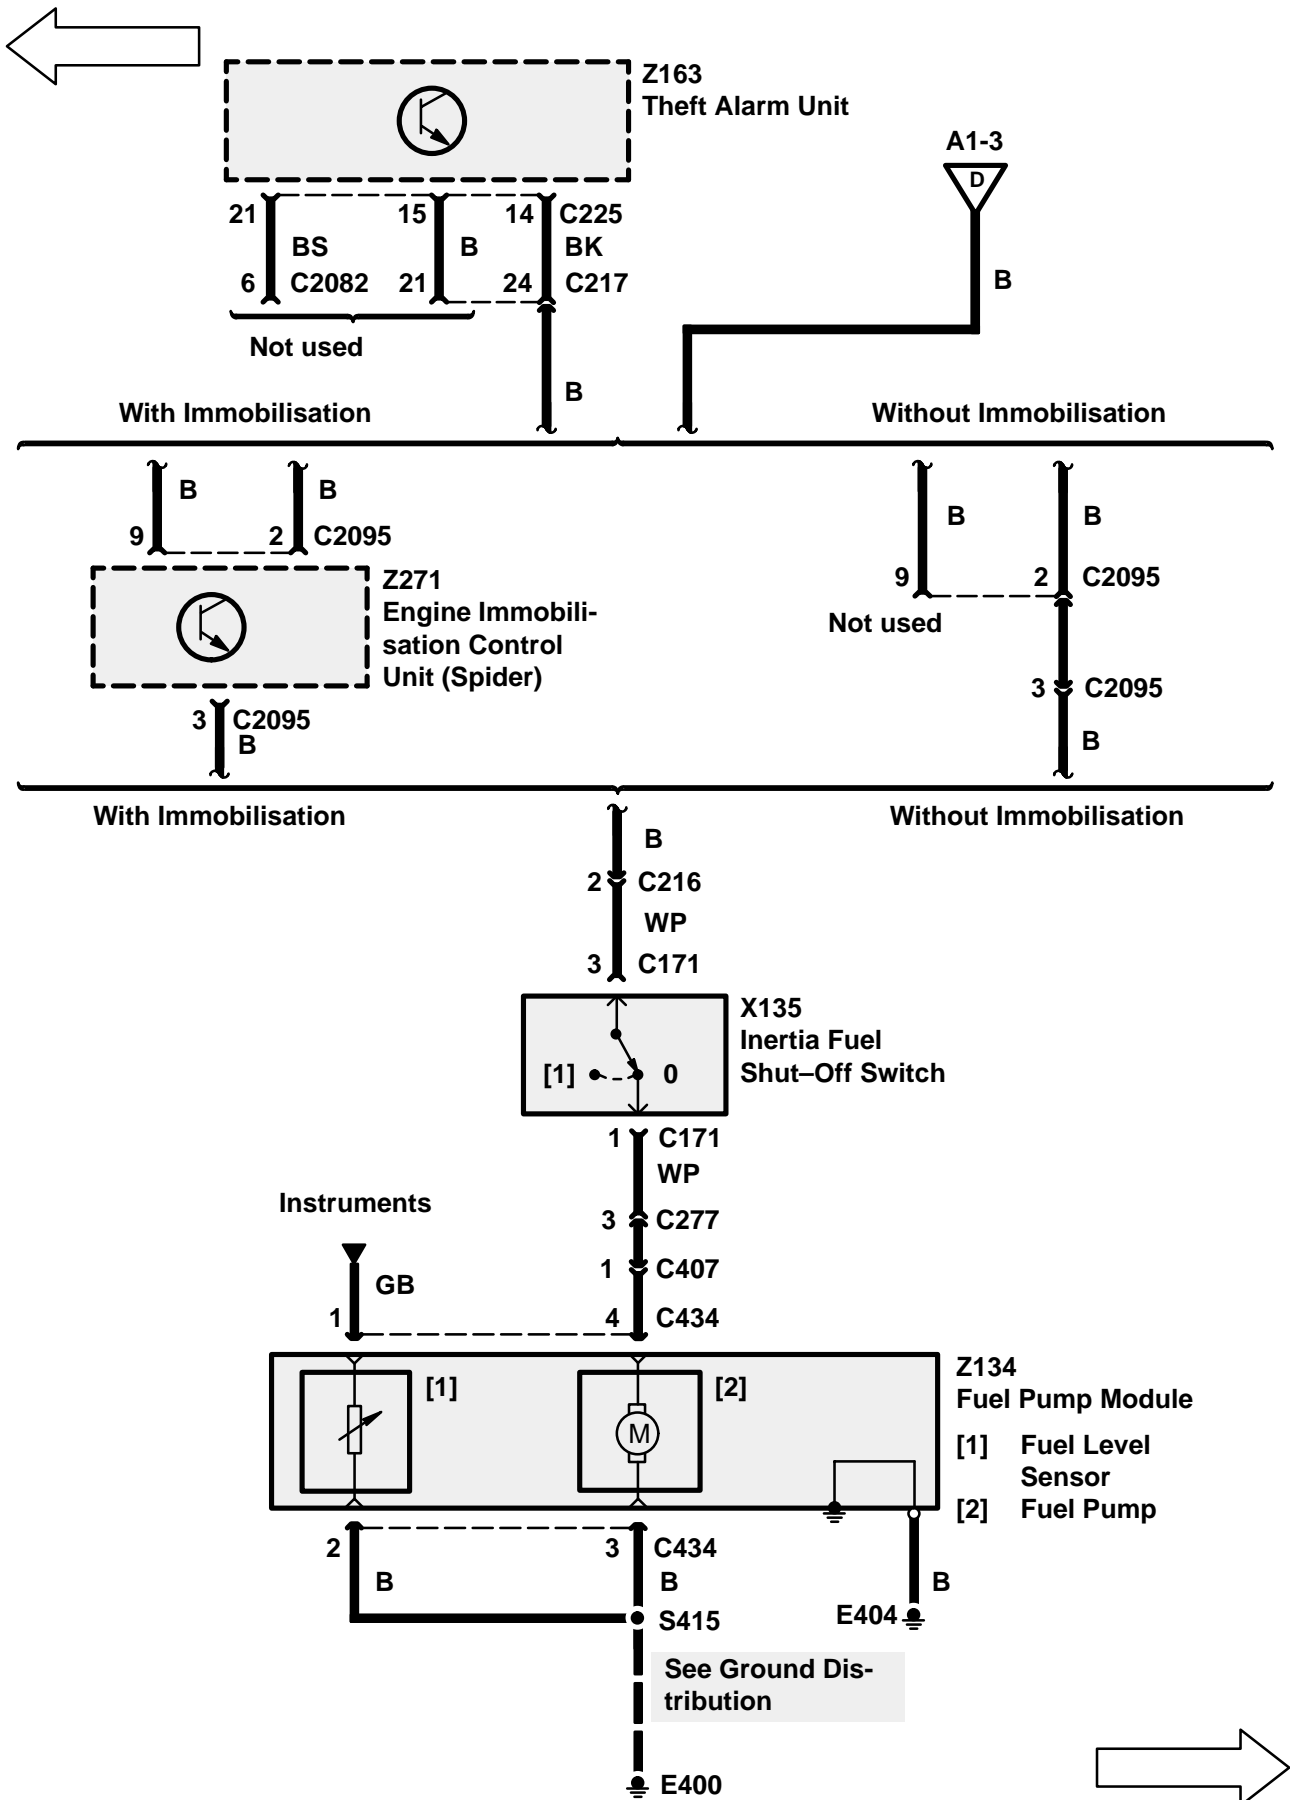 Z163
Theft Alarm Unit
A1-3
D
21 15 14 C225
BS B BK
6 C2082 21 24 C217
B
Not used
B
With Immobilisation Without Immobilisation
B B
B B
9 2 C2095
9 2 C2095
Z271
Engine Immobili-
sation Control
Unit (Spider)
Not used
3 C2095
3 C2095
B
B
With Immobilisation Without Immobilisation
B
2 C216
WP
3 C171
X135
Inertia Fuel
Shut–Off Switch
[1] 0
1 C171
WP
Instruments
3 C277
1 C407
GB
1 4 C434
Z134
Fuel Pump Module
[1] [2]
M
[1] Fuel Level
Sensor
[2] Fuel Pump
2 3 C434
B B B
S415
E404
See Ground Dis-
tribution
E400